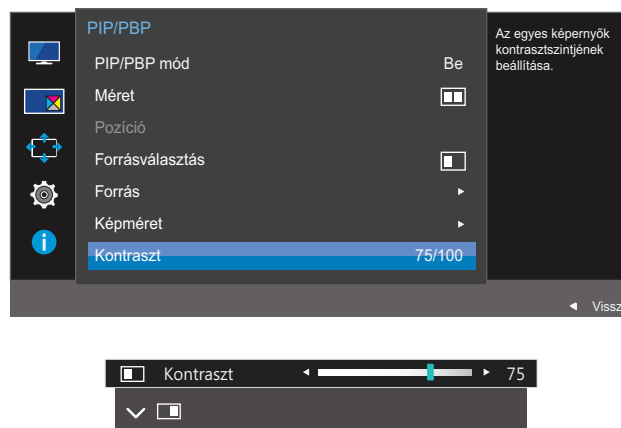 PIP/PBP
PIP/PBP mód Be
Méret
Pozíció
Forrásválasztás
Forrás
Képméret
Kontraszt 75/100
Az egyes képernyők
kontrasztszintjének
beállítása.
Vissz
Kontraszt 75